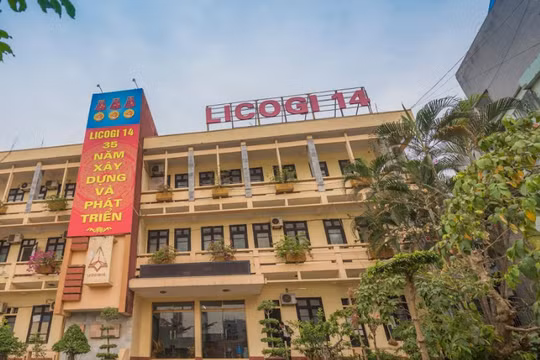 LICOGI 14
LICOGI 14
35
NĂM XÂY
DỰNG
VÀ
PHÁT
TRIỂN